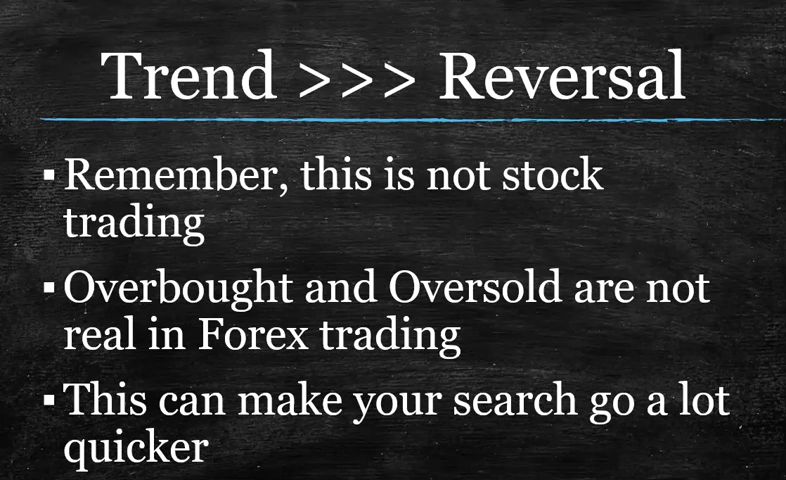 Trend >>> Reversal
▪ Remember, this is not stock
trading
▪ Overbought and Oversold are not
real in Forex trading
▪ This can make your search go a lot
quicker